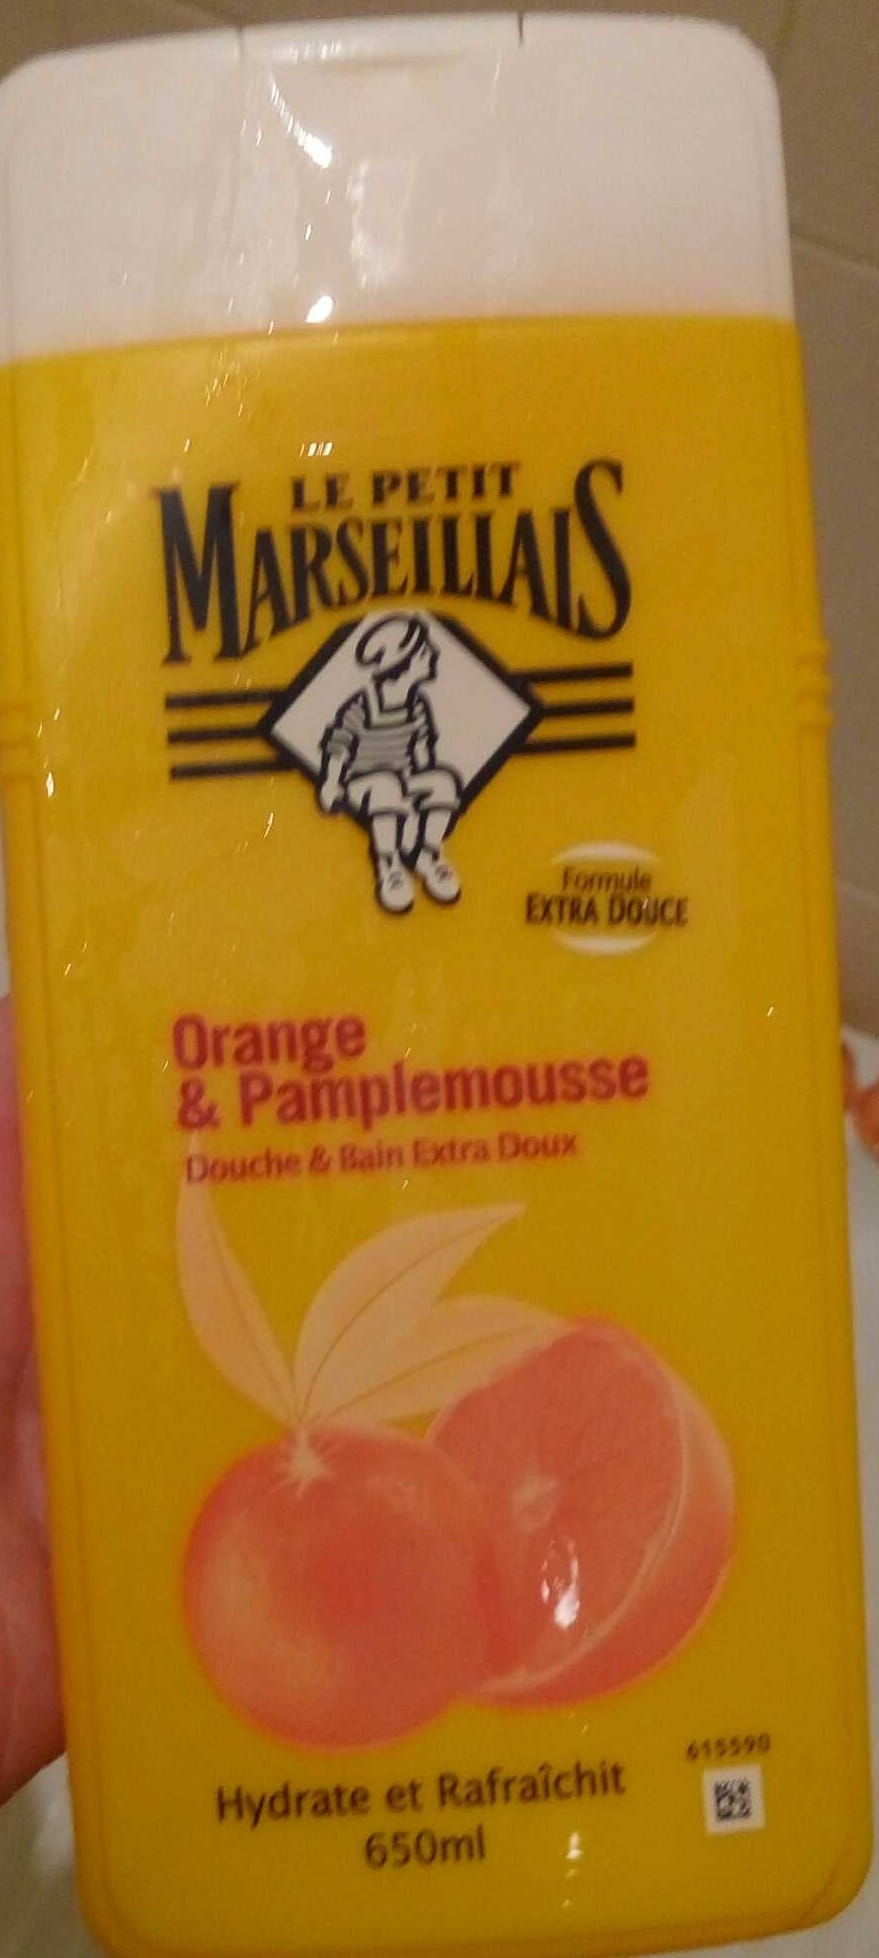 LE PETIT
MARSEILLAIS
Formule
EXTRA DOUCE
Orange
& Pamplemousse
Douche & Bain Extra Doux
615590
Hydrate et Rafraîchit
650ml